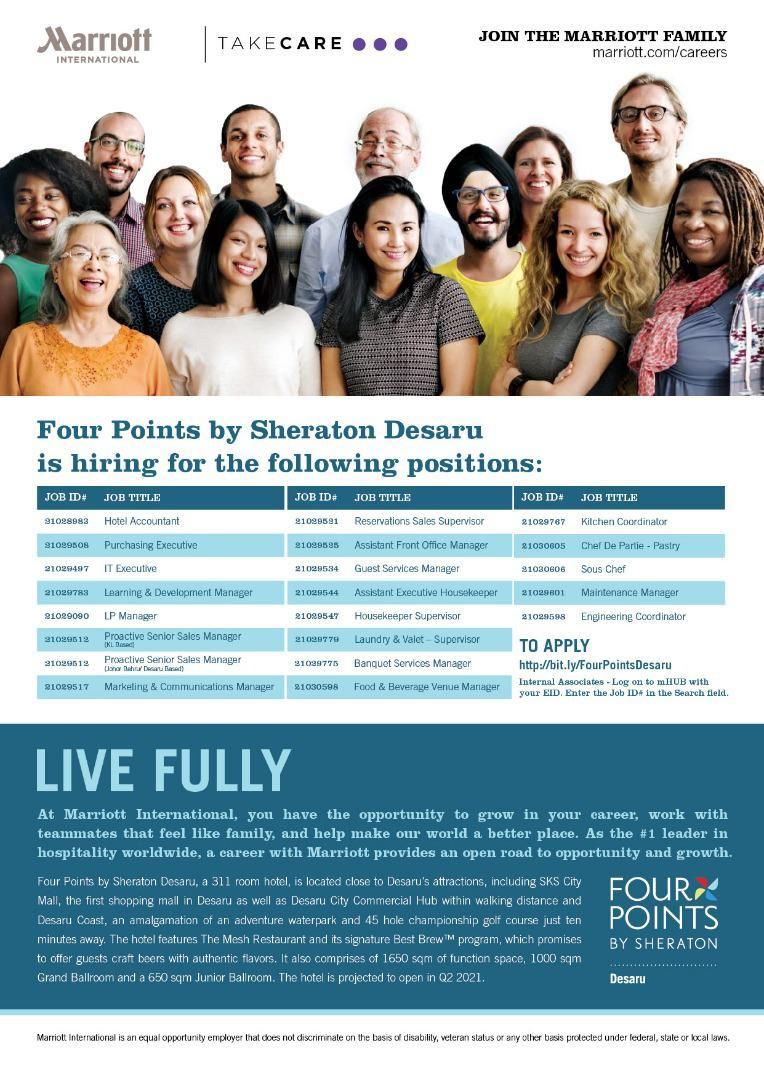 Marriott
INTERNATIONAL
TAKECARE
JOIN THE MARRIOTT FAMILY
marriott.com/careers
Four Points by Sheraton Desaru
is hiring for the following positions:
JOB ID# JOB TITLE
21028983 Hotel Accountant
21029508 Purchasing Executive
21029497 IT Executive
21029783 Learning & Development Manager
21029090 LP Manager
21029512 Proactive Senior Sales Manager
(KL Based)
21029512 Proactive Senior Sales Manager
(Johor Bahru/ Desaru Based)
21029517 Marketing & Communications Manager
JOB ID# JOB TITLE
21029521 Reservations Sales Supervisor
21029525 Assistant Front Office Manager
21029534 Guest Services Manager
21029544 Assistant Executive Housekeeper
21029547 Housekeeper Supervisor
21029779 Laundry & Valet – Supervisor
21029775 Banquet Services Manager
21030598 Food & Beverage Venue Manager
JOB ID# JOB TITLE
21029767 Kitchen Coordinator
21030605 Chef De Partie - Pastry
21030606 Sous Chef
21029601 Maintenance Manager
21029598 Engineering Coordinator
TO APPLY
http://bit.ly/FourPointsDesaru
Internal Associates - Log on to mHUB with
your EID. Enter the Job ID# in the Search field.
LIVE FULLY
At Marriott International, you have the opportunity to grow in your career, work with
teammates that feel like family, and help make our world a better place. As the #1 leader in
hospitality worldwide, a career with Marriott provides an open road to opportunity and growth.
Four Points by Sheraton Desaru, a 311 room hotel, is located close to Desaru's attractions, including SKS City
Mall, the first shopping mall in Desaru as well as Desaru City Commercial Hub within walking distance and
Desaru Coast, an amalgamation of an adventure waterpark and 45 hole championship golf course just ten
minutes away. The hotel features The Mesh Restaurant and its signature Best Brew™ program, which promises
to offer guests craft beers with authentic flavors. It also comprises of 1650 sqm of function space, 1000 sqm
Grand Ballroom and a 650 sqm Junior Ballroom. The hotel is projected to open in Q2 2021.
FOUR
POINTS
BY SHERATON
Desaru
Marriott International is an equal opportunity employer that does not discriminate on the basis of disability, veteran status or any other basis protected under federal, state or local laws.